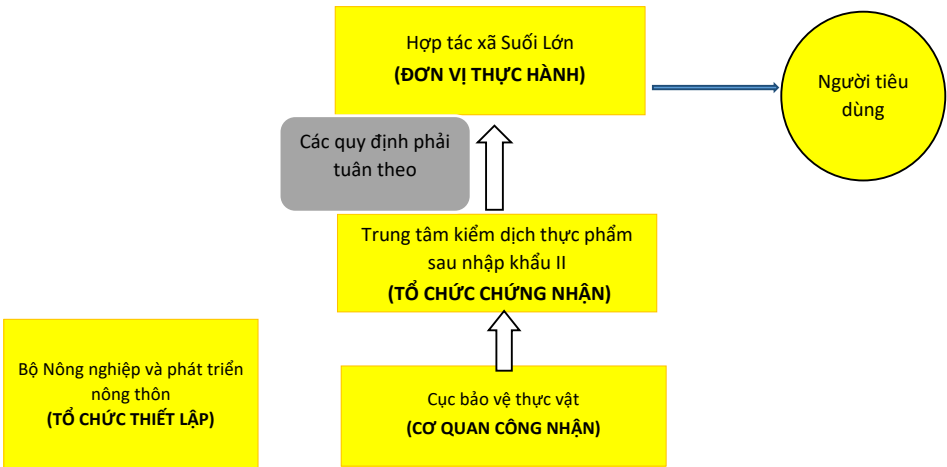 Hợp tác xã Suối Lớn
(ĐƠN VỊ THỰC HÀNH)
Người tiêu
dùng
Các quy định phải
tuân theo
Trung tâm kiểm dịch thực phẩm
sau nhập khẩu II
(TỔ CHỨC CHỨNG NHẬN)
Bộ Nông nghiệp và phát triển
nông thôn
(TỔ CHỨC THIẾT LẬP)
Cục bảo vệ thực vật
(CƠ QUAN CÔNG NHẬN)